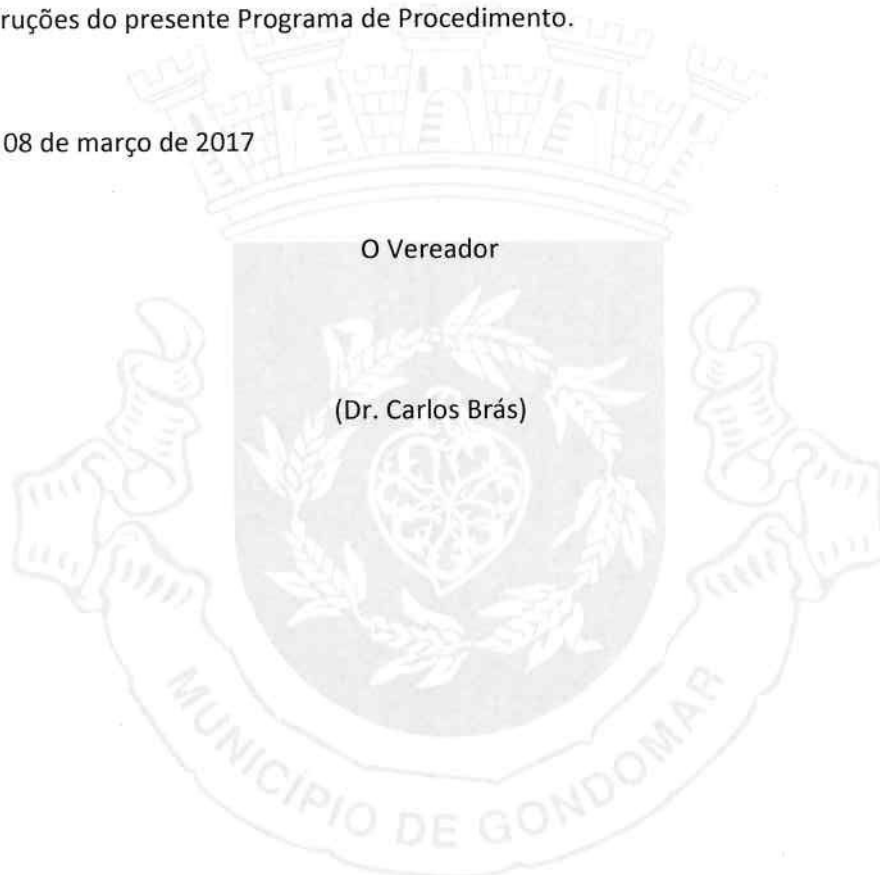 ruções do presente Programa de Procedimento.
08 de março de 2017
O Vereador
(Dr. Carlos Brás)
MUNICÍPIO DE GONDOMAR